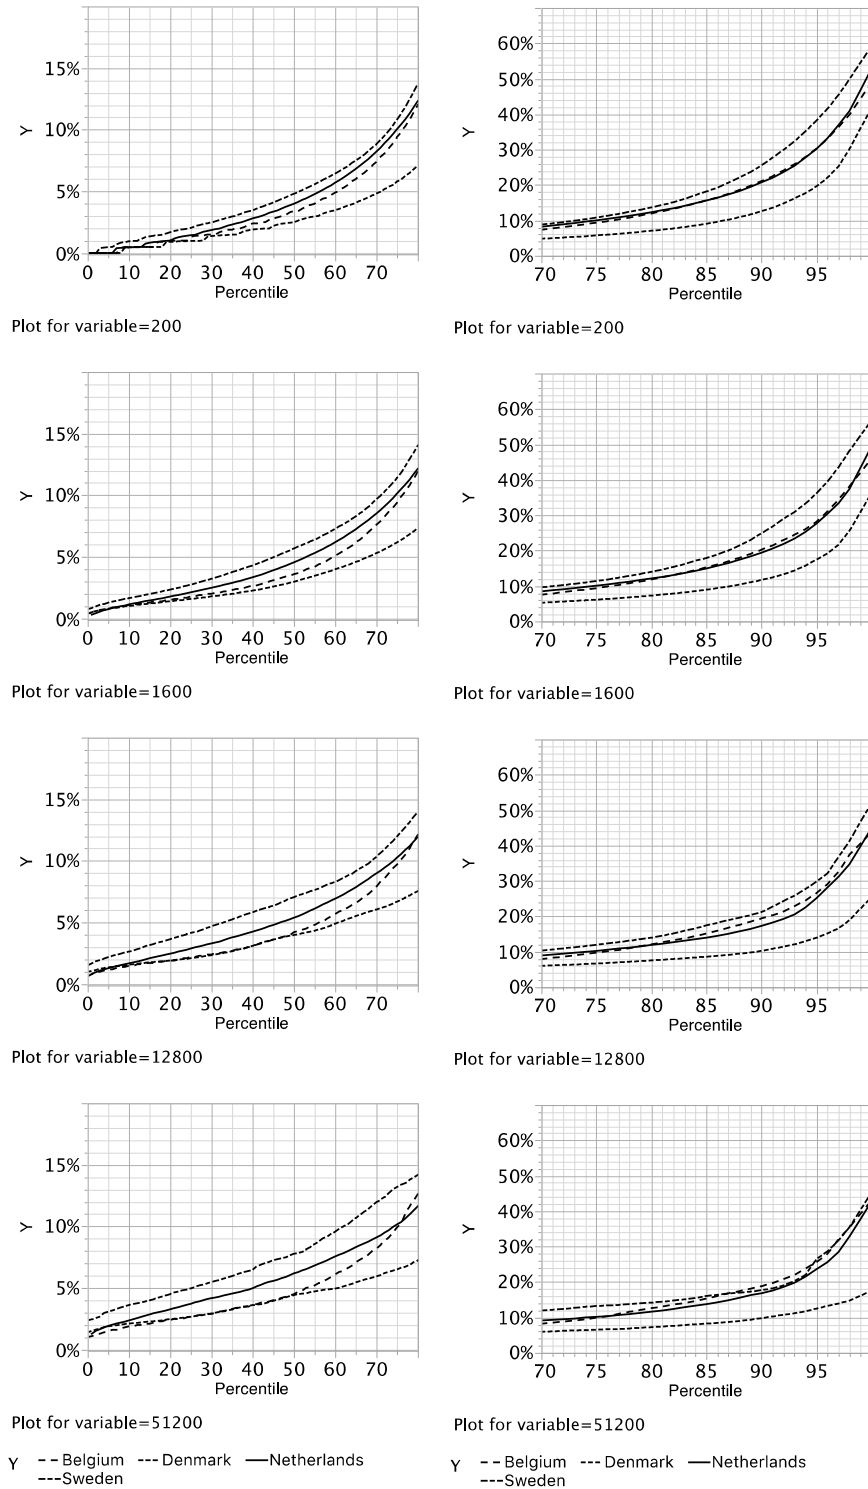 15%
10%
5%
0%
Y
0 10 20 30 40 50 60 70
Percentile
Plot for variable=200
60%
50%
40%
30%
20%
10%
0%
Y
70 75 80 85 90 95
Percentile
Plot for variable=200
15%
10%
5%
0%
Y
0 10 20 30 40 50 60 70
Percentile
Plot for variable=1600
60%
50%
40%
30%
20%
10%
0%
Y
70 75 80 85 90 95
Percentile
Plot for variable=1600
15%
10%
5%
0%
Y
0 10 20 30 40 50 60 70
Percentile
Plot for variable=12800
60%
50%
40%
30%
20%
10%
0%
Y
70 75 80 85 90 95
Percentile
Plot for variable=12800
15%
10%
5%
0%
Y
0 10 20 30 40 50 60 70
Percentile
Plot for variable=51200
60%
50%
40%
30%
20%
10%
0%
Y
70 75 80 85 90 95
Percentile
Plot for variable=51200
Y Belgium Denmark Netherlands
Sweden
Y Belgium Denmark Netherlands
Sweden